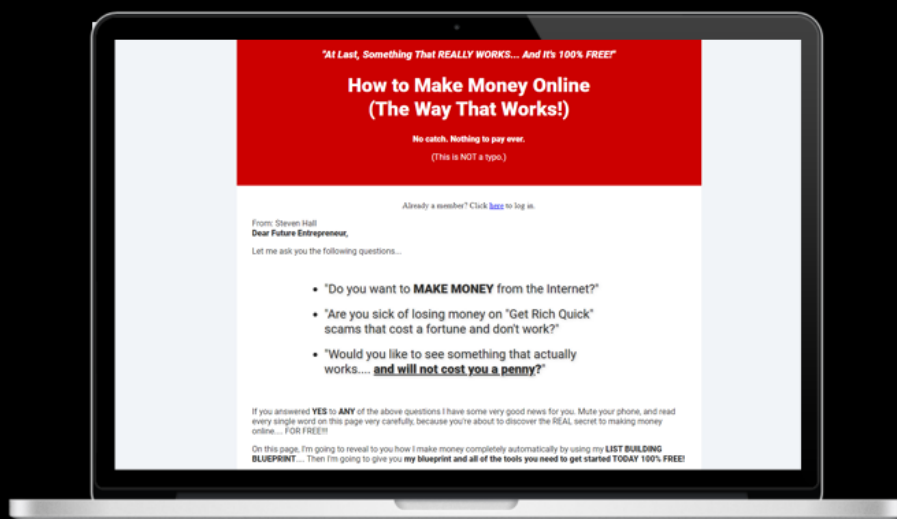 "At Last, Something That REALLY WORKS... And It's 100% FREE!"
How to Make Money Online
(The Way That Works!)
No catch. Nothing to pay ever.
(This is NOT a typo.)
Already a member? Click here to log in.
From: Steven Hall
Dear Future Entrepreneur,
Let me ask you the following questions...
• "Do you want to MAKE MONEY from the Internet?"
• "Are you sick of losing money on "Get Rich Quick"
scams that cost a fortune and don't work?"
• "Would you like to see something that actually
works.... and will not cost you a penny?"
If you answered YES to ANY of the above questions I have some very good news for you. Mute your phone, and read
every single word on this page very carefully, because you're about to discover the REAL secret to making money
online.... FOR FREE!!!
On this page, I'm going to reveal to you how I make money completely automatically by using my LIST BUILDING
BLUEPRINT.... Then I'm going to give you my blueprint and all of the tools you need to get started TODAY 100% FREE!